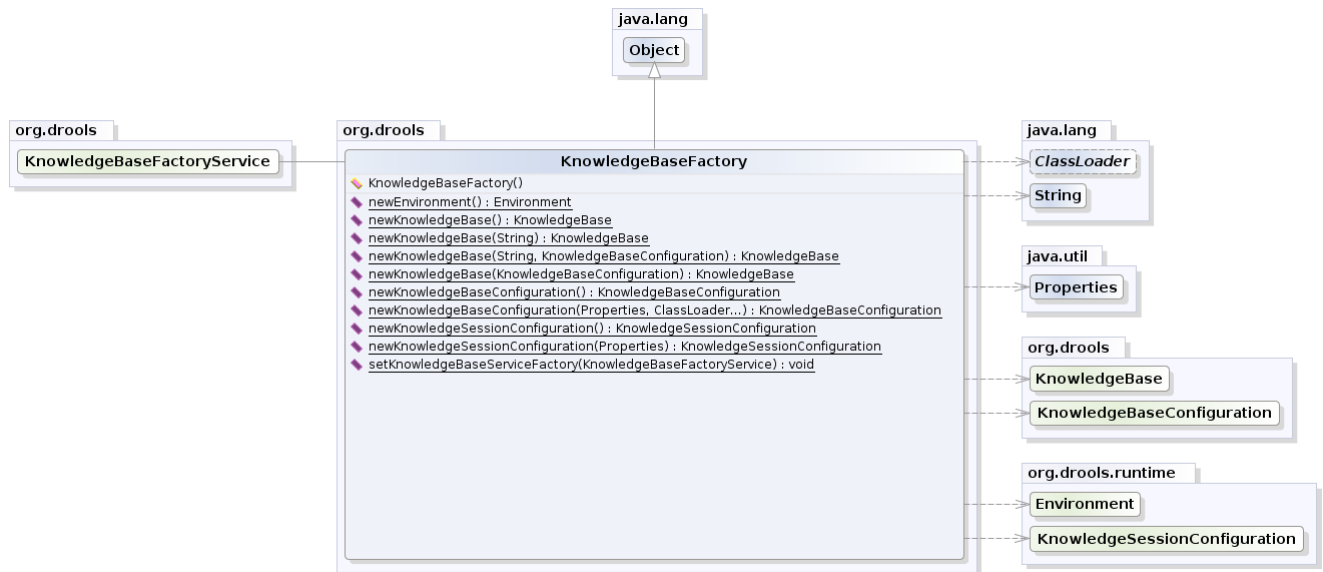 java.lang
Object
org.drools
KnowledgeBaseFactoryService
org.drools
KnowledgeBaseFactory
KnowledgeBaseFactory()
newEnvironment() : Environment
newKnowledgeBase() : KnowledgeBase
newKnowledgeBase(String) : KnowledgeBase
newKnowledgeBase(String, KnowledgeBaseConfiguration) : KnowledgeBase
newKnowledgeBase(KnowledgeBaseConfiguration) : KnowledgeBase
newKnowledgeBaseConfiguration() : KnowledgeBaseConfiguration
newKnowledgeBaseConfiguration(Properties, ClassLoader...) : KnowledgeBaseConfiguration
newKnowledgeSessionConfiguration() : KnowledgeSessionConfiguration
newKnowledgeSessionConfiguration(Properties) : KnowledgeSessionConfiguration
setKnowledgeBaseServiceFactory(KnowledgeBaseFactoryService) : void
java.lang
ClassLoader
String
java.util
Properties
org.drools
KnowledgeBase
KnowledgeBaseConfiguration
org.drools.runtime
Environment
KnowledgeSessionConfiguration